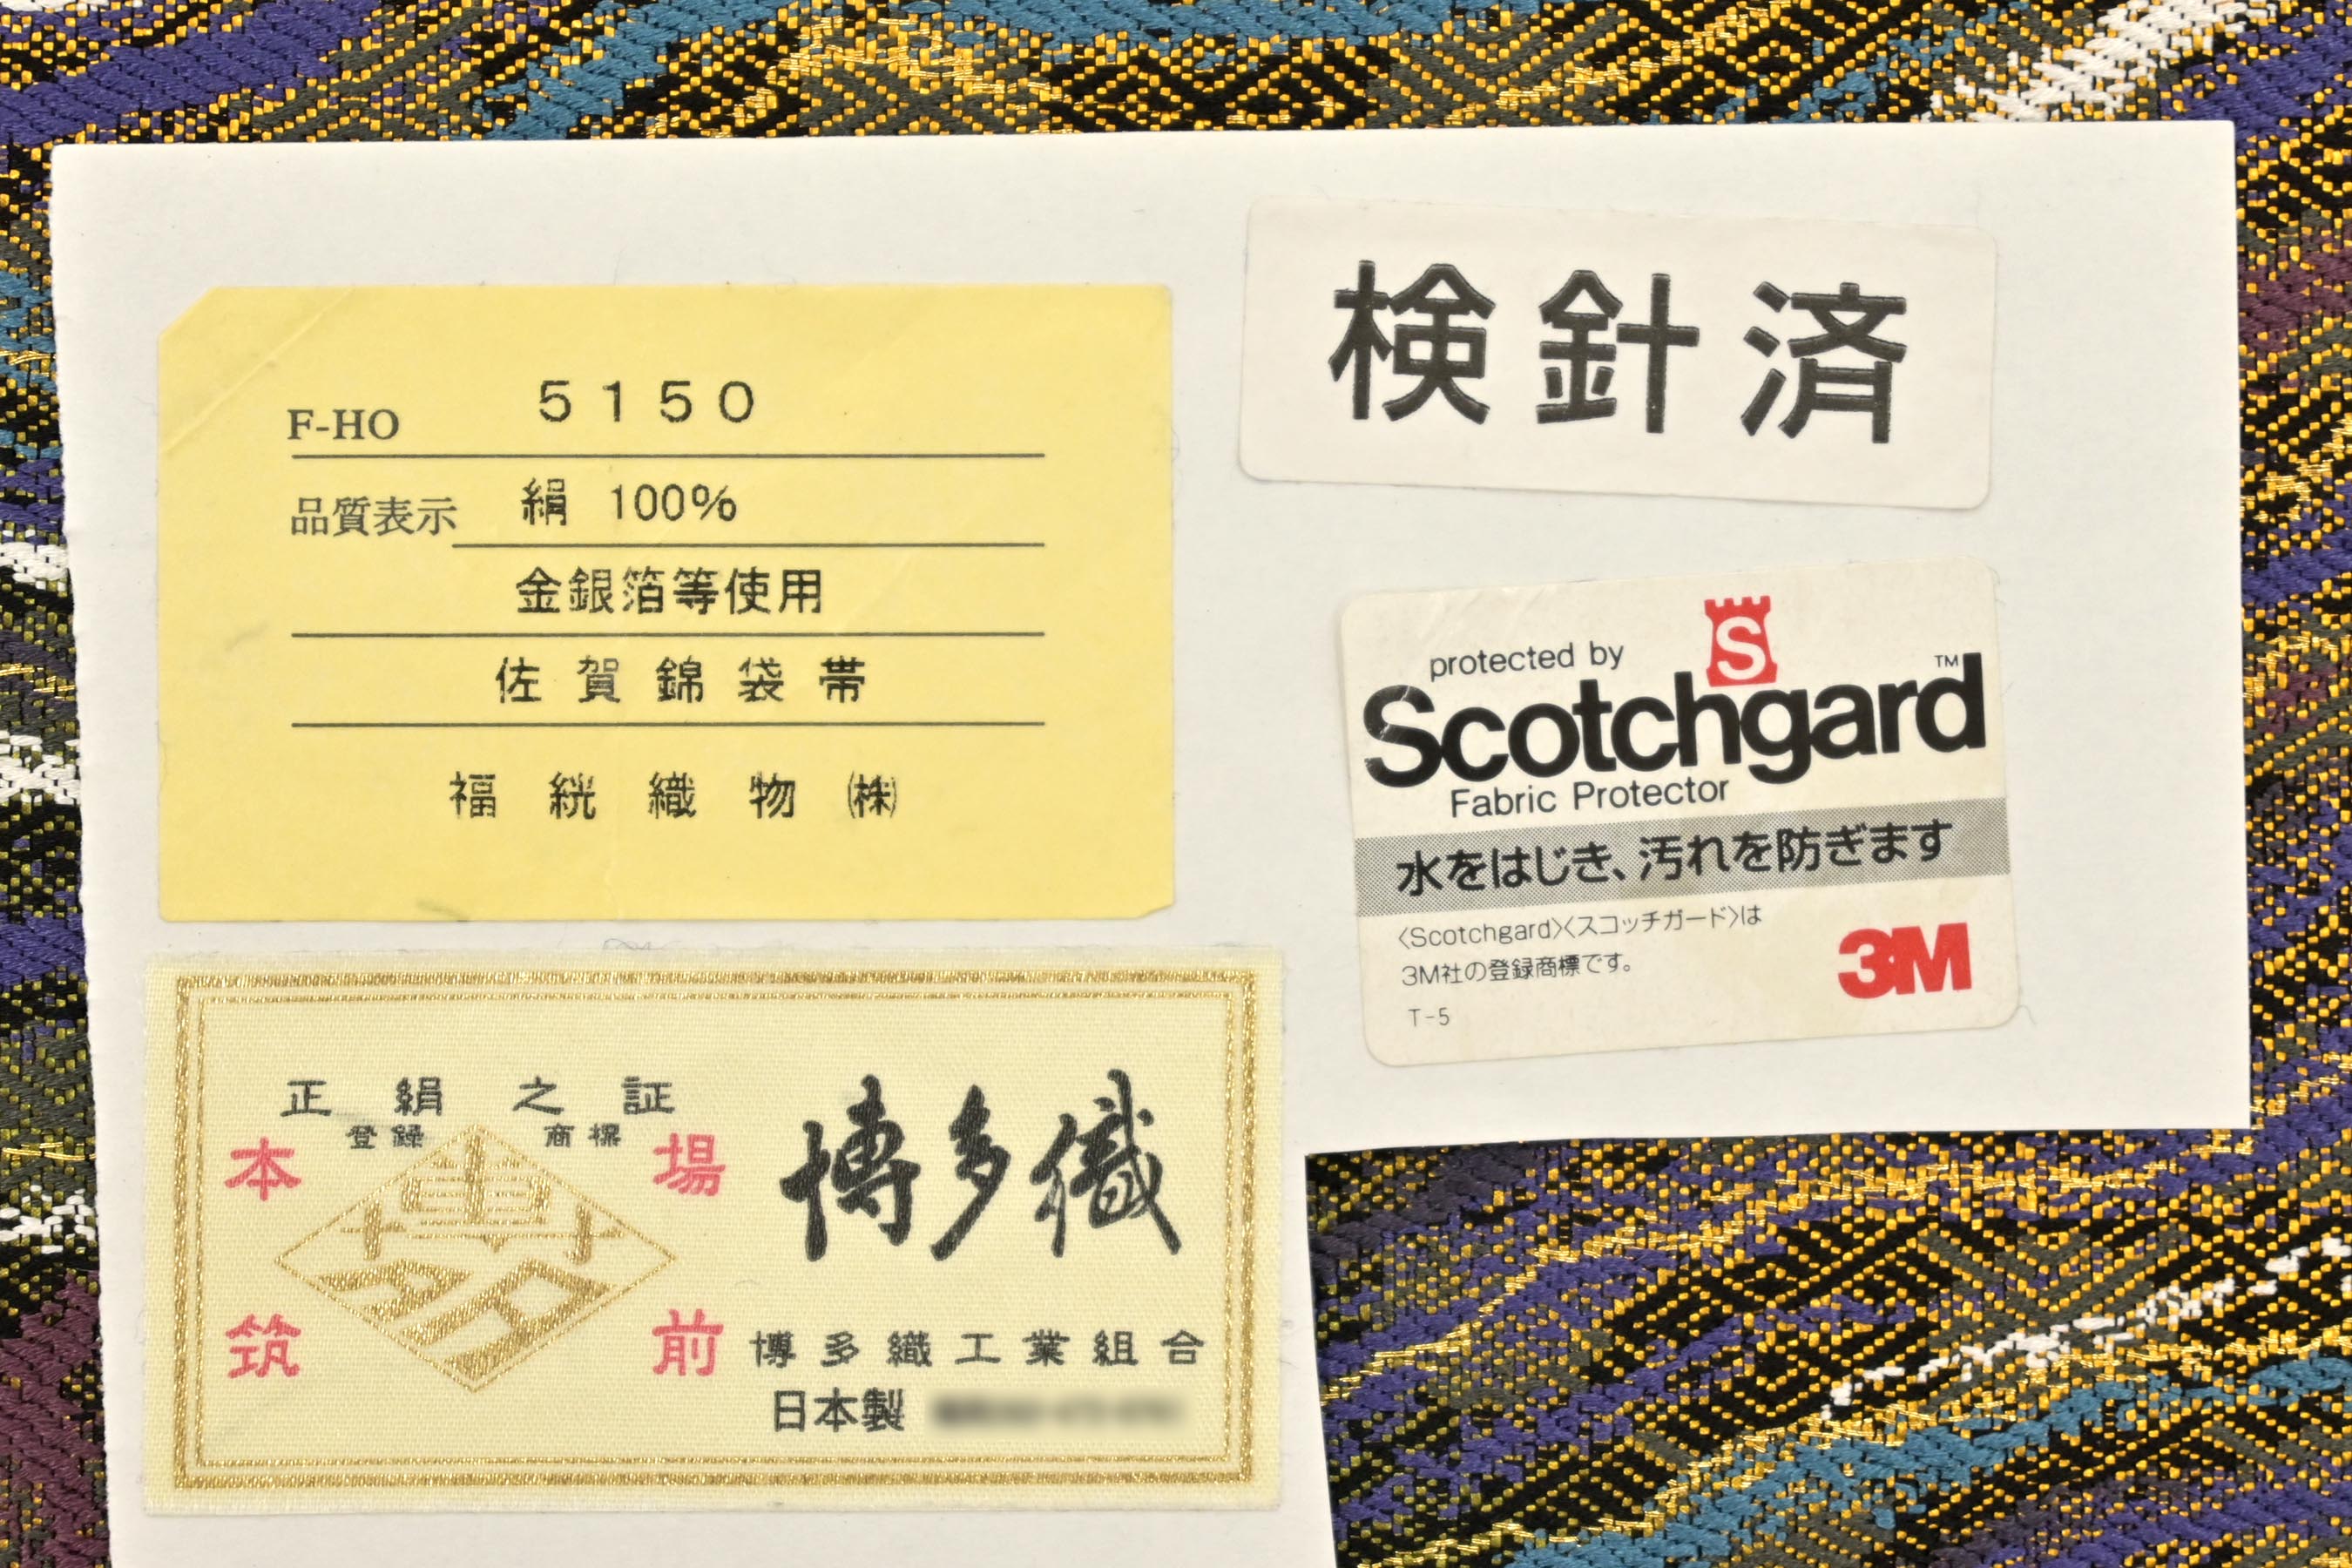 F-HO 5150
品質表示 絹 100%
金銀箔等使用
佐賀錦袋帯
福絖織物㈱
検針済
protected by
S
Scotchgard™
Fabric Protector
水をはじき、汚れを防ぎます
〈Scotchgard〉〈スコッチガード〉は
3M社の登録商標です。
3M
T-5
正絹之証
登録 商標
本場
筑前
博多
博多織
博多織工業組合
日本製